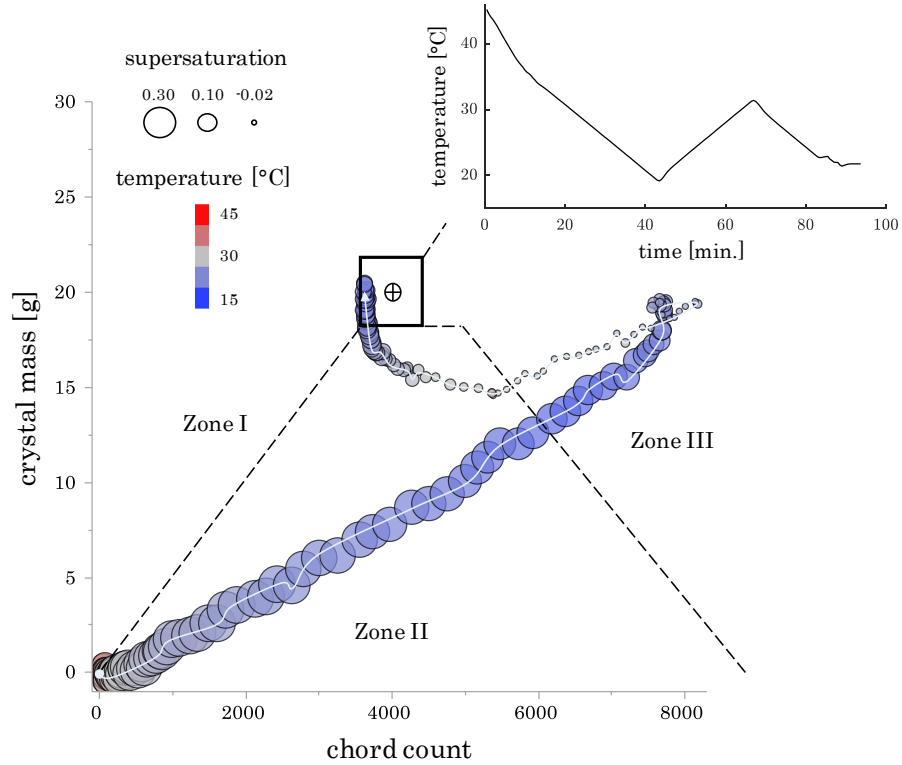 supersaturation
0.30 0.10 -0.02
temperature [°C]
45
30
15
temperature [°C]
40
30
20
0 20 40 60 80 100
time [min.]
crystal mass [g]
30
25
20
15
10
5
0
Zone I
Zone III
Zone II
0 2000 4000 6000 8000
chord count